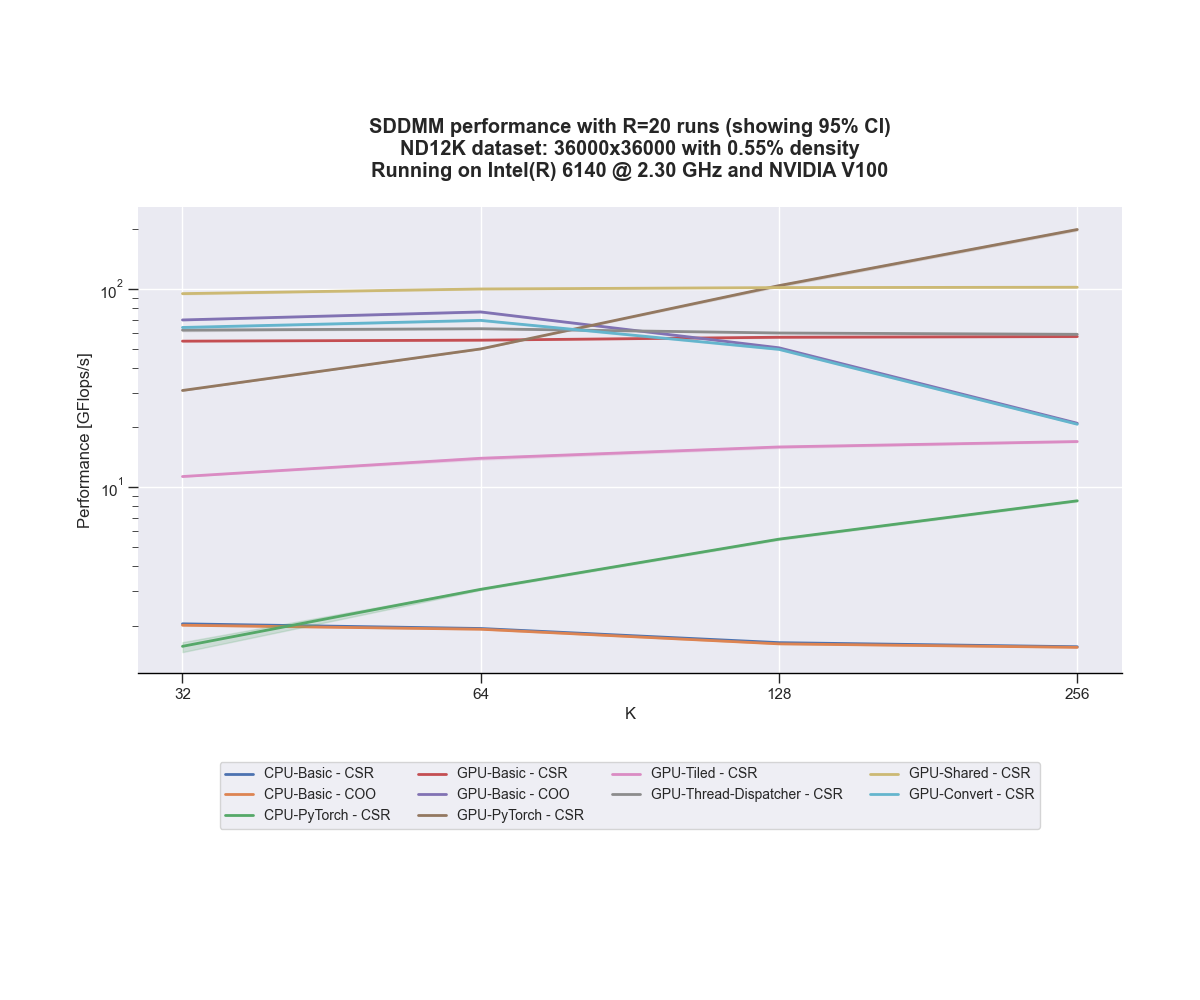 SDDMM performance with R=20 runs (showing 95% CI)
ND12K dataset: 36000x36000 with 0.55% density
Running on Intel(R) 6140 @ 2.30 GHz and NVIDIA V100
Performance [GFlops/s]
10^2
10^1
32 64 128 256
K
CPU-Basic - CSR GPU-Basic - CSR GPU-Tiled - CSR GPU-Shared - CSR
CPU-Basic - COO GPU-Basic - COO GPU-Thread-Dispatcher - CSR GPU-Convert - CSR
CPU-PyTorch - CSR GPU-PyTorch - CSR